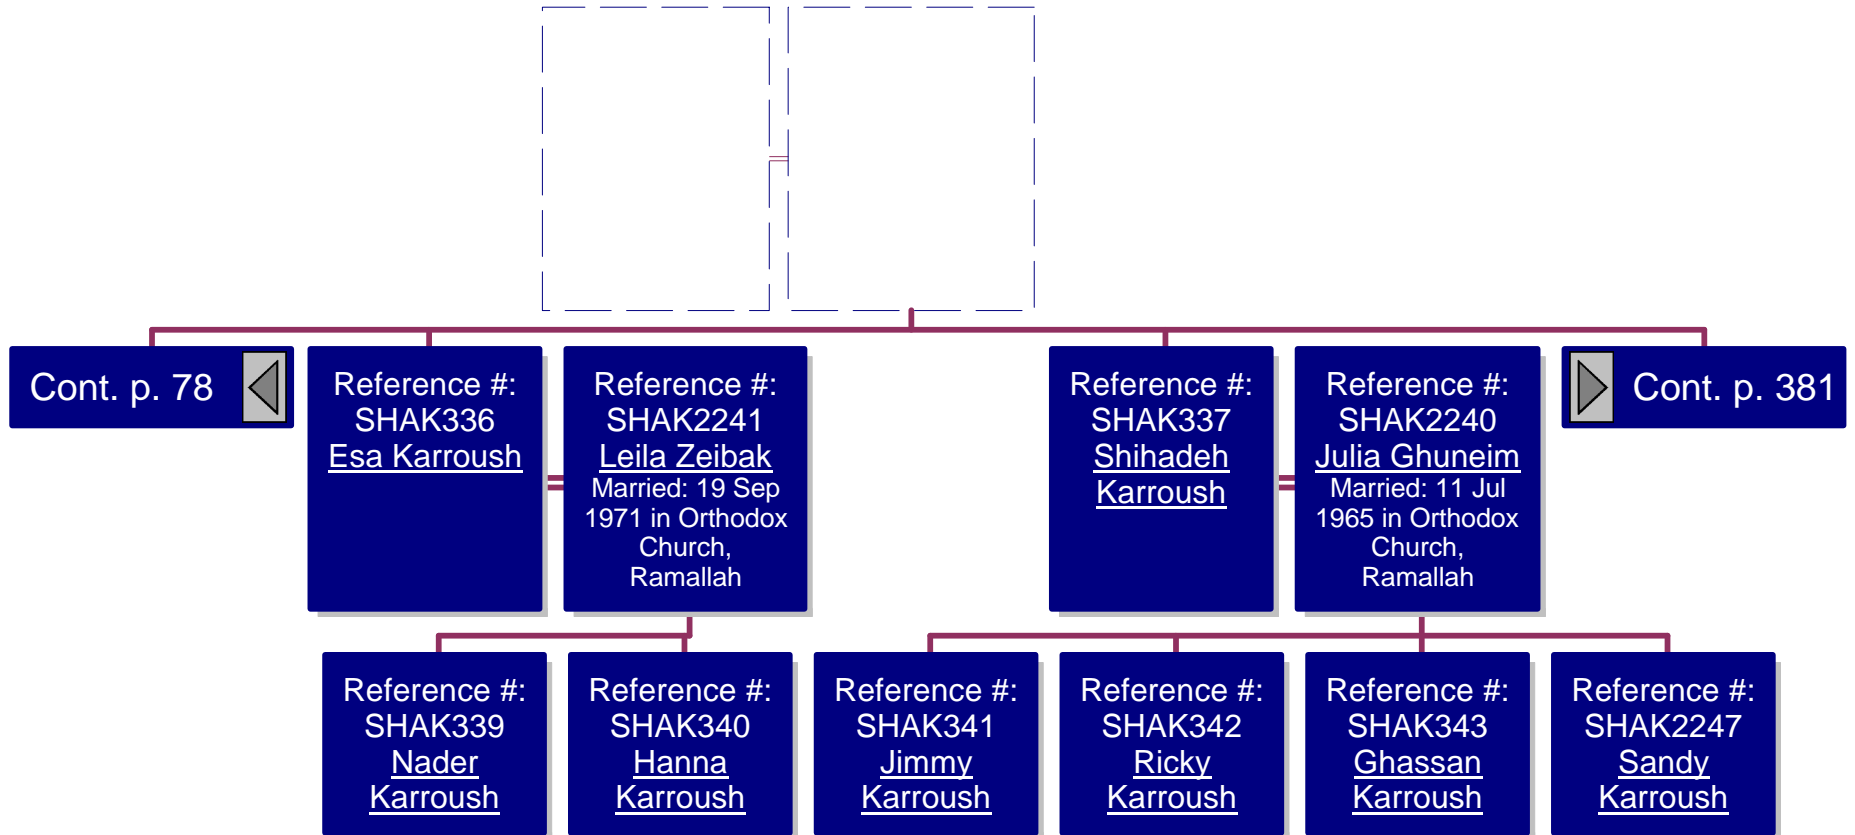 Cont. p. 78
Reference #:
SHAK336
Esa Karroush
Reference #:
SHAK2241
Leila Zeibak
Married: 19 Sep
1971 in Orthodox
Church,
Ramallah
Reference #:
SHAK337
Shihadeh
Karroush
Reference #:
SHAK2240
Julia Ghuneim
Married: 11 Jul
1965 in Orthodox
Church,
Ramallah
Cont. p. 381
Reference #:
SHAK339
Nader
Karroush
Reference #:
SHAK340
Hanna
Karroush
Reference #:
SHAK341
Jimmy
Karroush
Reference #:
SHAK342
Ricky
Karroush
Reference #:
SHAK343
Ghassan
Karroush
Reference #:
SHAK2247
Sandy
Karroush